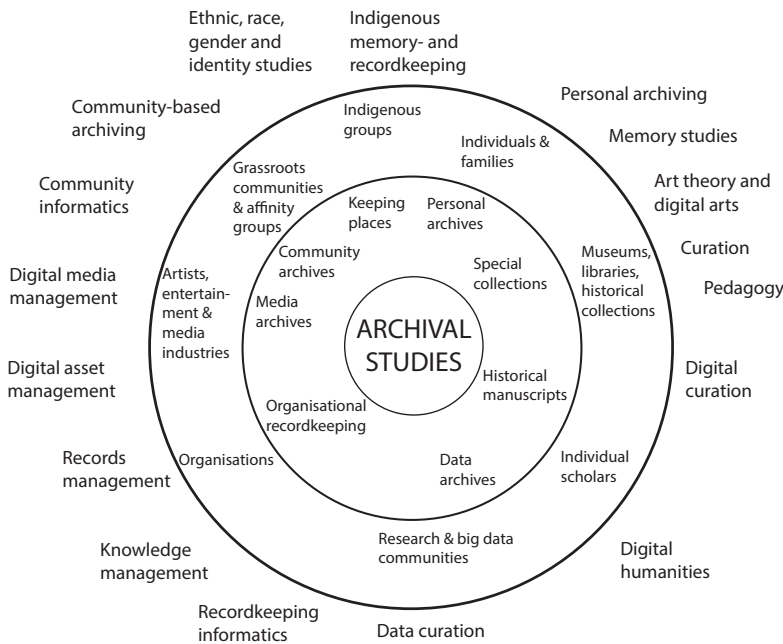 Ethnic, race,
gender and
identity studies
Indigenous
memory- and
recordkeeping
Community-based
archiving
Personal archiving
Memory studies
Community
informatics
Art theory and
digital arts
Curation
Digital media
management
Pedagogy
Digital asset
management
Digital
curation
Records
management
Knowledge
management
Digital
humanities
Recordkeeping
informatics
Data curation
Indigenous
groups
Individuals &
families
Grassroots
communities
& affinity
groups
Artists,
entertain-
ment &
media
industries
Museums,
libraries,
historical
collections
Organisations
Individual
scholars
Research & big data
communities
Keeping
places
Personal
archives
Community
archives
Special
collections
Media
archives
Historical
manuscripts
Organisational
recordkeeping
Data
archives
ARCHIVAL
STUDIES